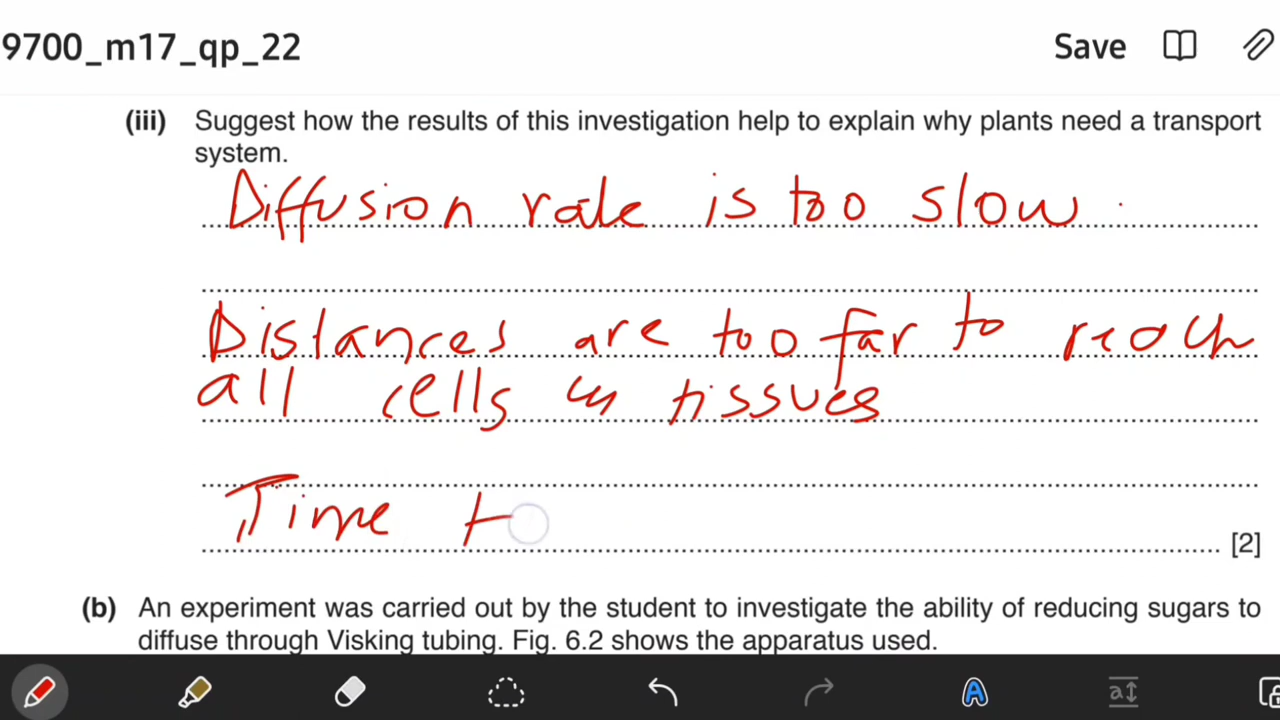 9700_m17_qp_22
Save
(iii) Suggest how the results of this investigation help to explain why plants need a transport
system.
Diffusion rate is too slow.
Distances are too far to reach
all cells in tissues
Time t
[2]
(b) An experiment was carried out by the student to investigate the ability of reducing sugars to
diffuse through Visking tubing. Fig. 6.2 shows the apparatus used.
A
a